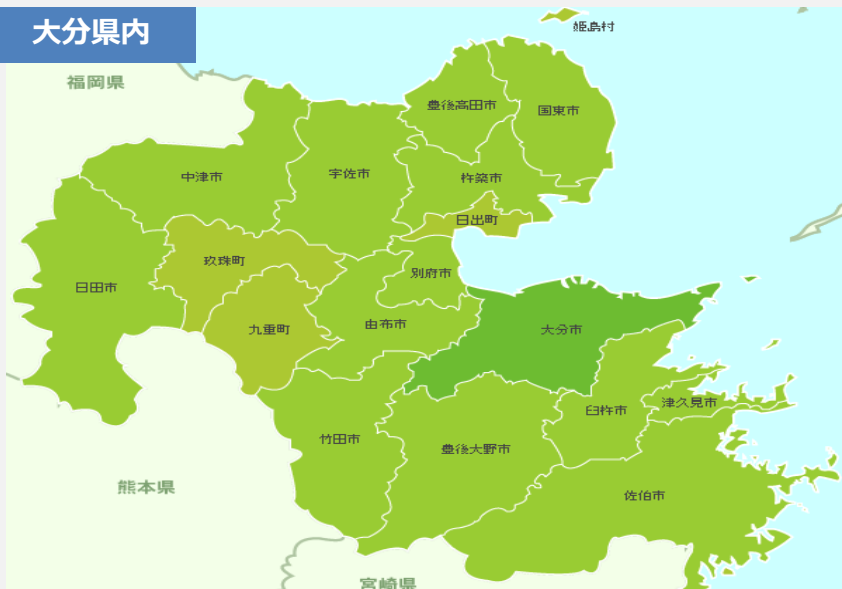 大分県内
姫島村
福岡県
豊後高田市
国東市
中津市
宇佐市
杵築市
日出町
玖珠町
別府市
日田市
九重町
由布市
大分市
臼杵市
津久見市
竹田市
豊後大野市
熊本県
佐伯市
宮崎県